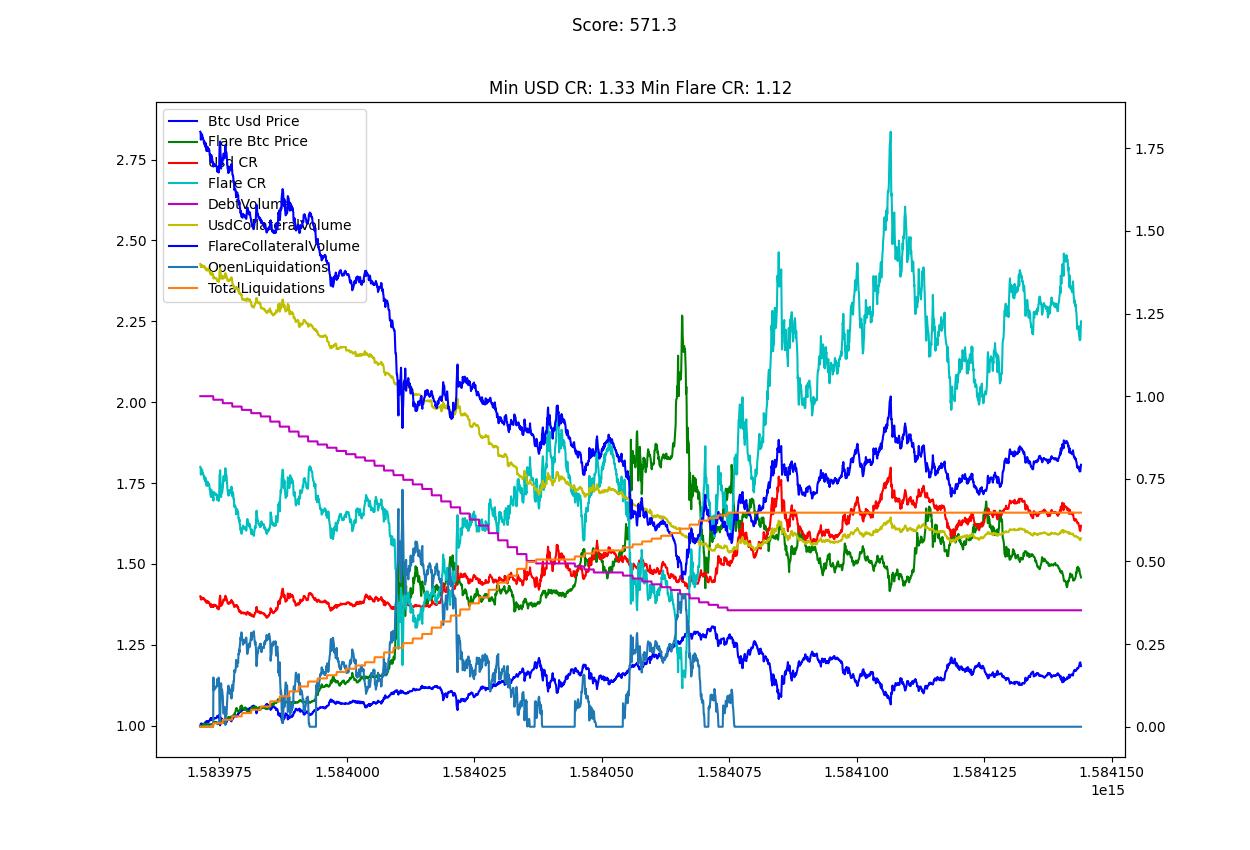 Score: 571.3
Min USD CR: 1.33 Min Flare CR: 1.12
Btc Usd Price
Flare Btc Price
Usd CR
Flare CR
DebtVolume
UsdCollateralVolume
FlareCollateralVolume
OpenLiquidations
TotalLiquidations
2.75
2.50
2.25
2.00
1.75
1.50
1.25
1.00
1.75
1.50
1.25
1.00
0.75
0.50
0.25
0.00
1.583975
1.584000
1.584025
1.584050
1.584075
1.584100
1.584125
1.584150
1e15